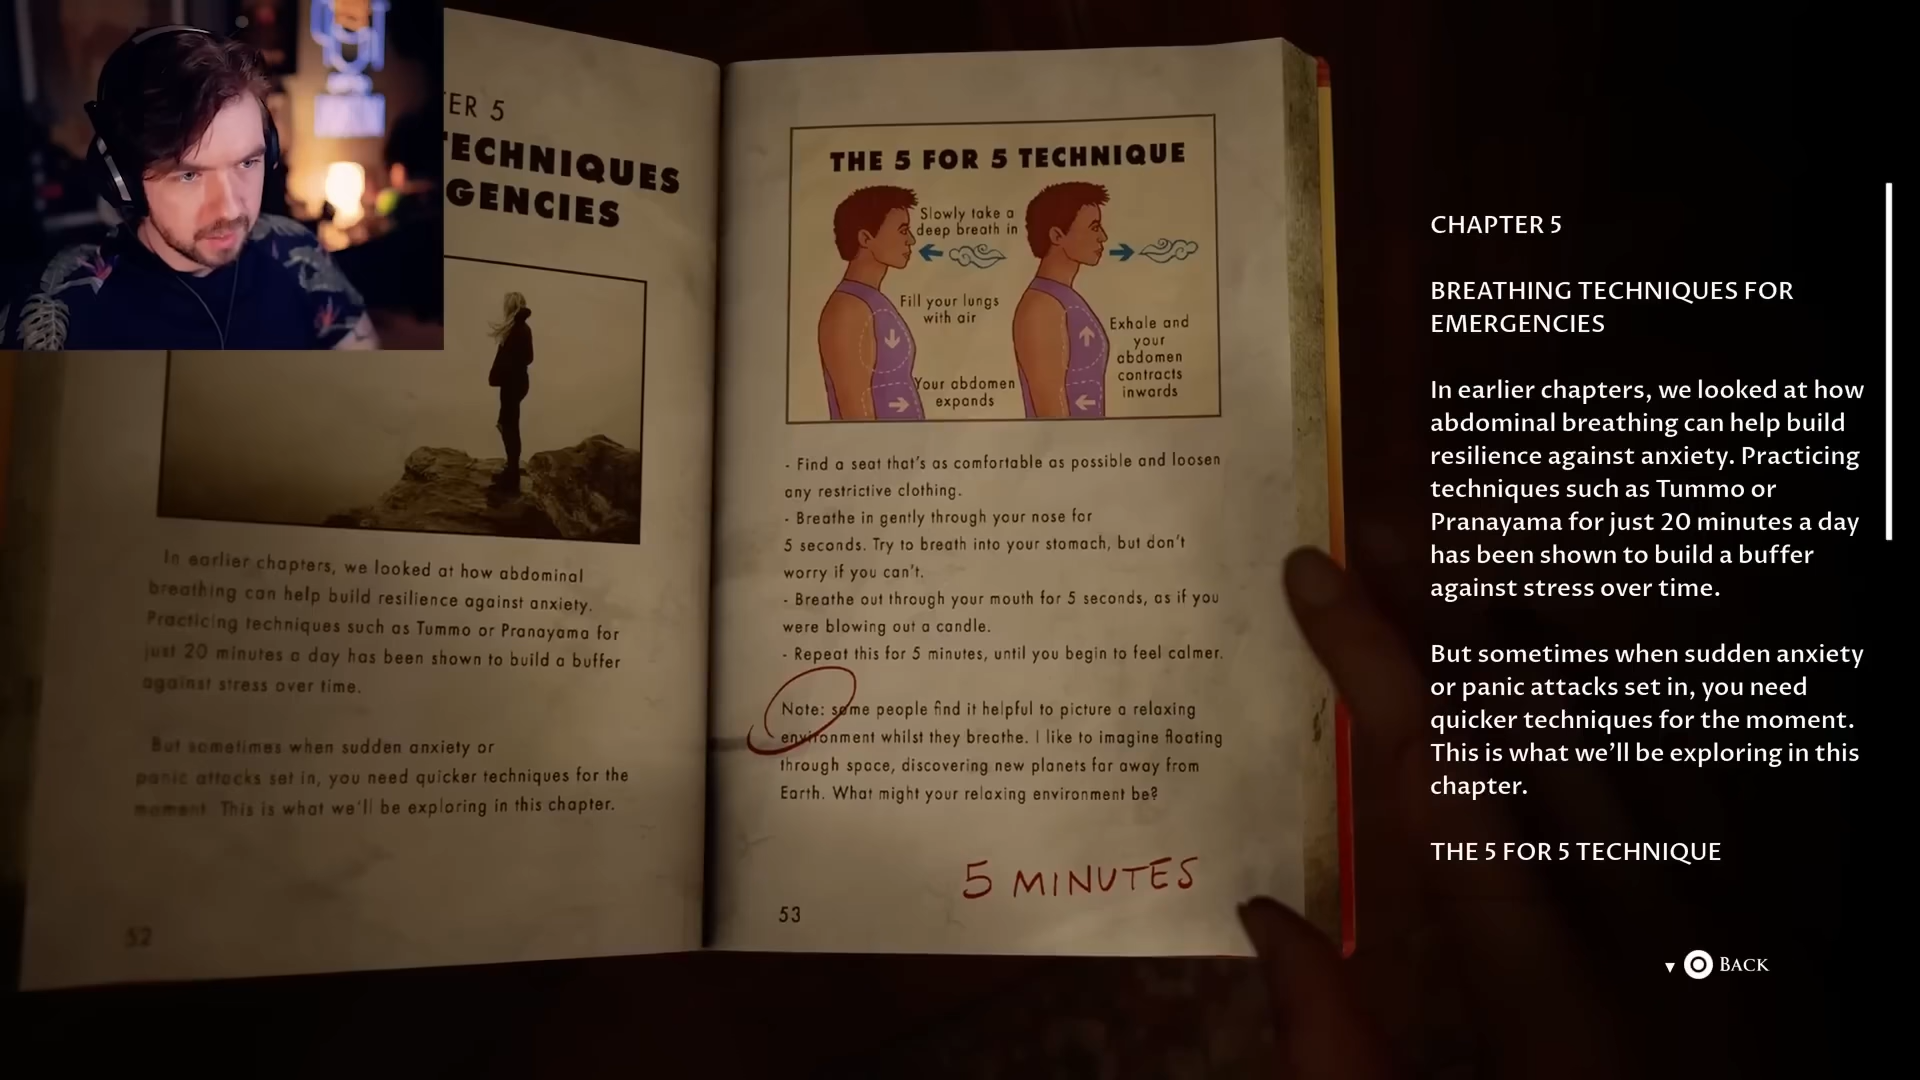 TER 5
TECHNIQUES
GENCIES
In earlier chapters, we looked at how abdominal
breathing can help build resilience against anxiety.
Practicing techniques such as Tummo or Pranayama for
just 20 minutes a day has been shown to build a buffer
against stress over time.
But sometimes when sudden anxiety or
panic attacks set in, you need quicker techniques for the
moment. This is what we'll be exploring in this chapter.
52
THE 5 FOR 5 TECHNIQUE
Slowly take a
deep breath in
Fill your lungs
with air
Your abdomen
expands
Exhale and
your
abdomen
contracts
inwards
- Find a seat that's as comfortable as possible and loosen
any restrictive clothing.
- Breathe in gently through your nose for
5 seconds. Try to breath into your stomach, but don't
worry if you can't.
- Breathe out through your mouth for 5 seconds, as if you
were blowing out a candle.
- Repeat this for 5 minutes, until you begin to feel calmer.
Note: some people find it helpful to picture a relaxing
environment whilst they breathe. I like to imagine floating
through space, discovering new planets far away from
Earth. What might your relaxing environment be?
5 MINUTES
53
CHAPTER 5
BREATHING TECHNIQUES FOR
EMERGENCIES
In earlier chapters, we looked at how
abdominal breathing can help build
resilience against anxiety. Practicing
techniques such as Tummo or
Pranayama for just 20 minutes a day
has been shown to build a buffer
against stress over time.
But sometimes when sudden anxiety
or panic attacks set in, you need
quicker techniques for the moment.
This is what we'll be exploring in this
chapter.
THE 5 FOR 5 TECHNIQUE
BACK